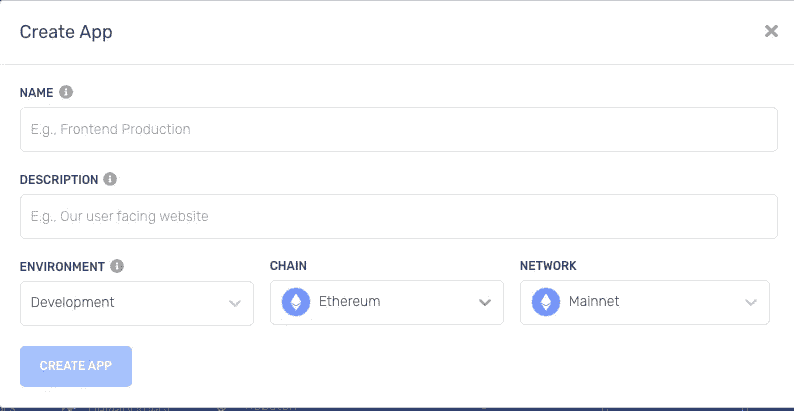 Create App
NAME
E.g., Frontend Production
DESCRIPTION
E.g., Our user facing website
ENVIRONMENT CHAIN NETWORK
Development Ethereum Mainnet
CREATE APP